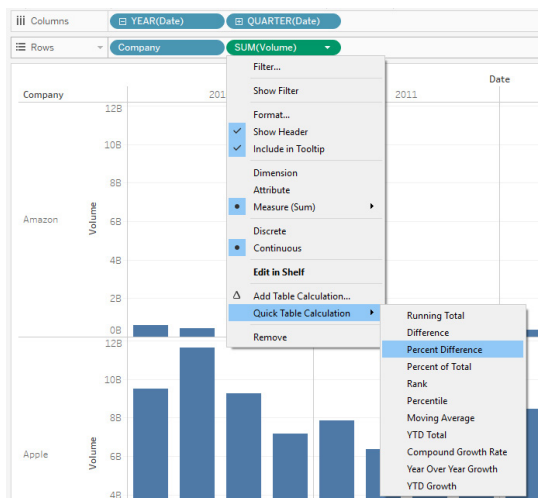 iii Columns YEAR(Date) QUARTER(Date)
Rows Company SUM(Volume)
Filter...
Show Filter
Format...
Show Header
Include in Tooltip
Dimension
Attribute
Measure (Sum)
Discrete
Continuous
Edit in Shelf
Add Table Calculation...
Quick Table Calculation
Remove
Running Total
Difference
Percent Difference
Percent of Total
Rank
Percentile
Moving Average
YTD Total
Compound Growth Rate
Year Over Year Growth
YTD Growth
Date
Company 201 2011
12B
10B
8B
Amazon Volume 6B
4B
2B
0B
12B
10B
8B
Apple Volume 6B
4B